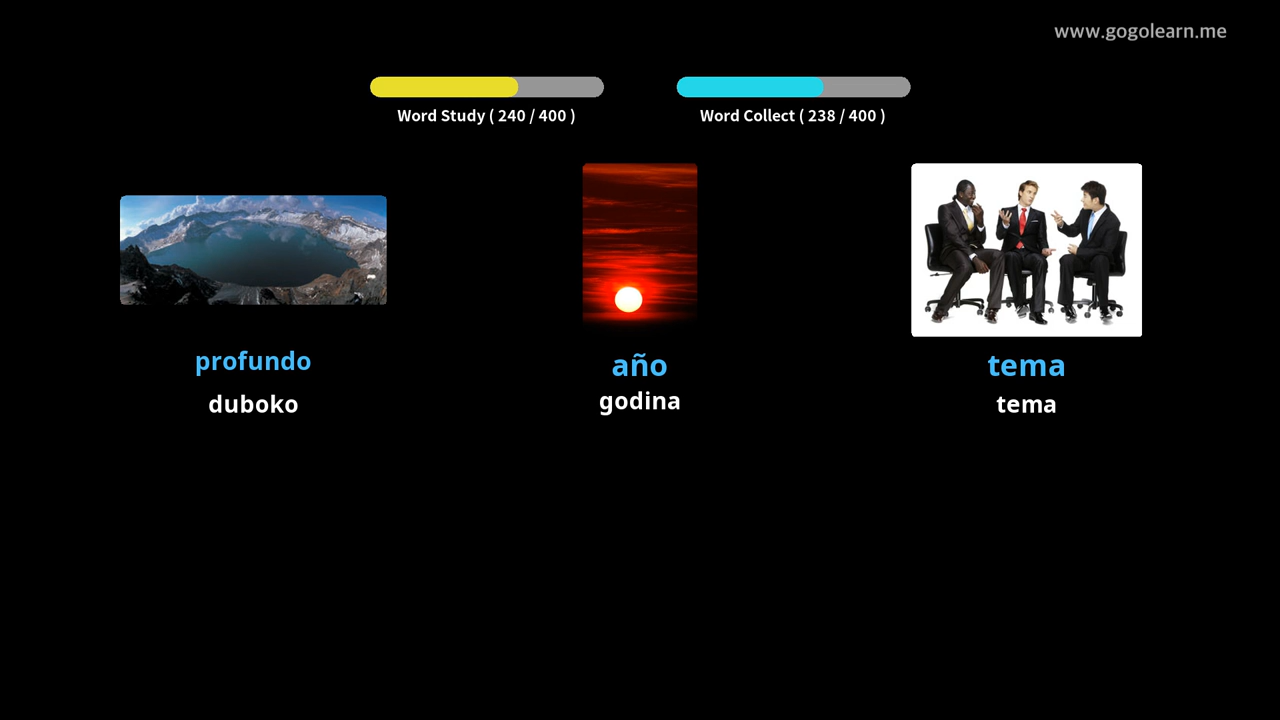 www.gogolearn.me
Word Study ( 240 / 400 )
Word Collect ( 238 / 400 )
profundo
duboko
año
godina
tema
tema